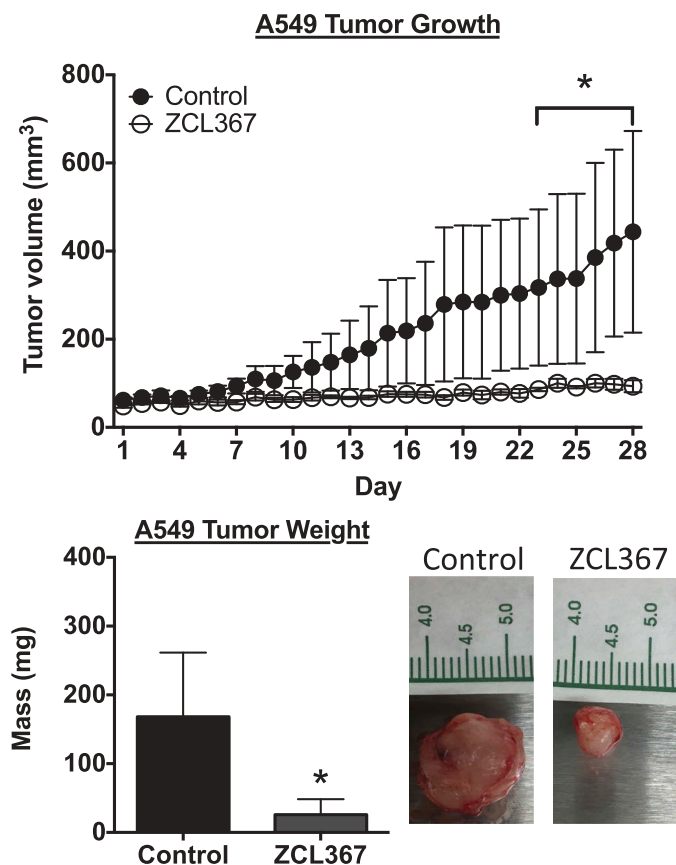 A549 Tumor Growth
800
600
400
200
0
Tumor volume (mm³)
Control
ZCL367
*
1 4 7 10 13 16 19 22 25 28
Day
A549 Tumor Weight
400
300
200
100
0
Mass (mg)
*
Control ZCL367
Control ZCL367
4.0 4.5 5.0 4.0 4.5 5.0